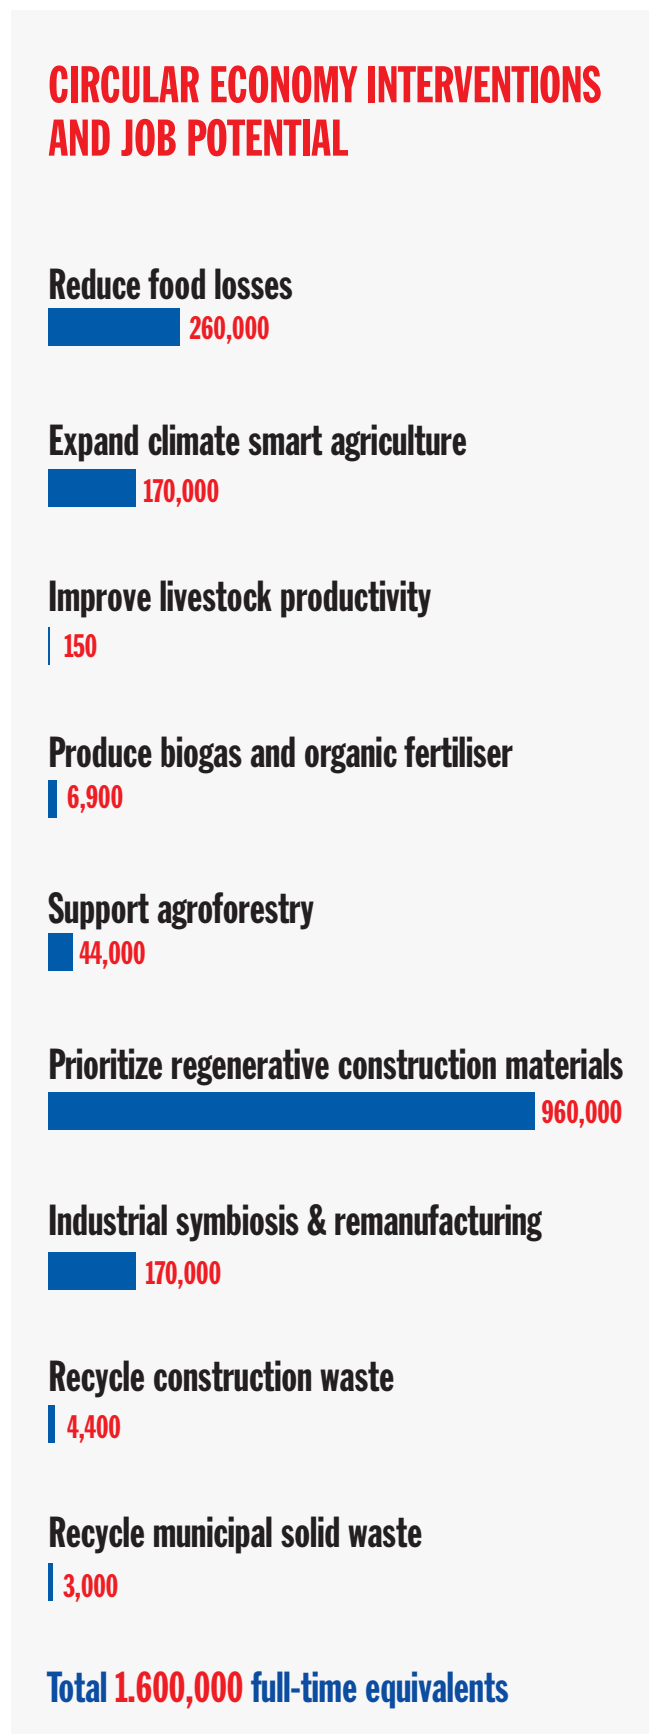 CIRCULAR ECONOMY INTERVENTIONS
AND JOB POTENTIAL
Reduce food losses
260,000
Expand climate smart agriculture
170,000
Improve livestock productivity
150
Produce biogas and organic fertiliser
6,900
Support agroforestry
44,000
Prioritize regenerative construction materials
960,000
Industrial symbiosis & remanufacturing
170,000
Recycle construction waste
4,400
Recycle municipal solid waste
3,000
Total 1.600,000 full-time equivalents